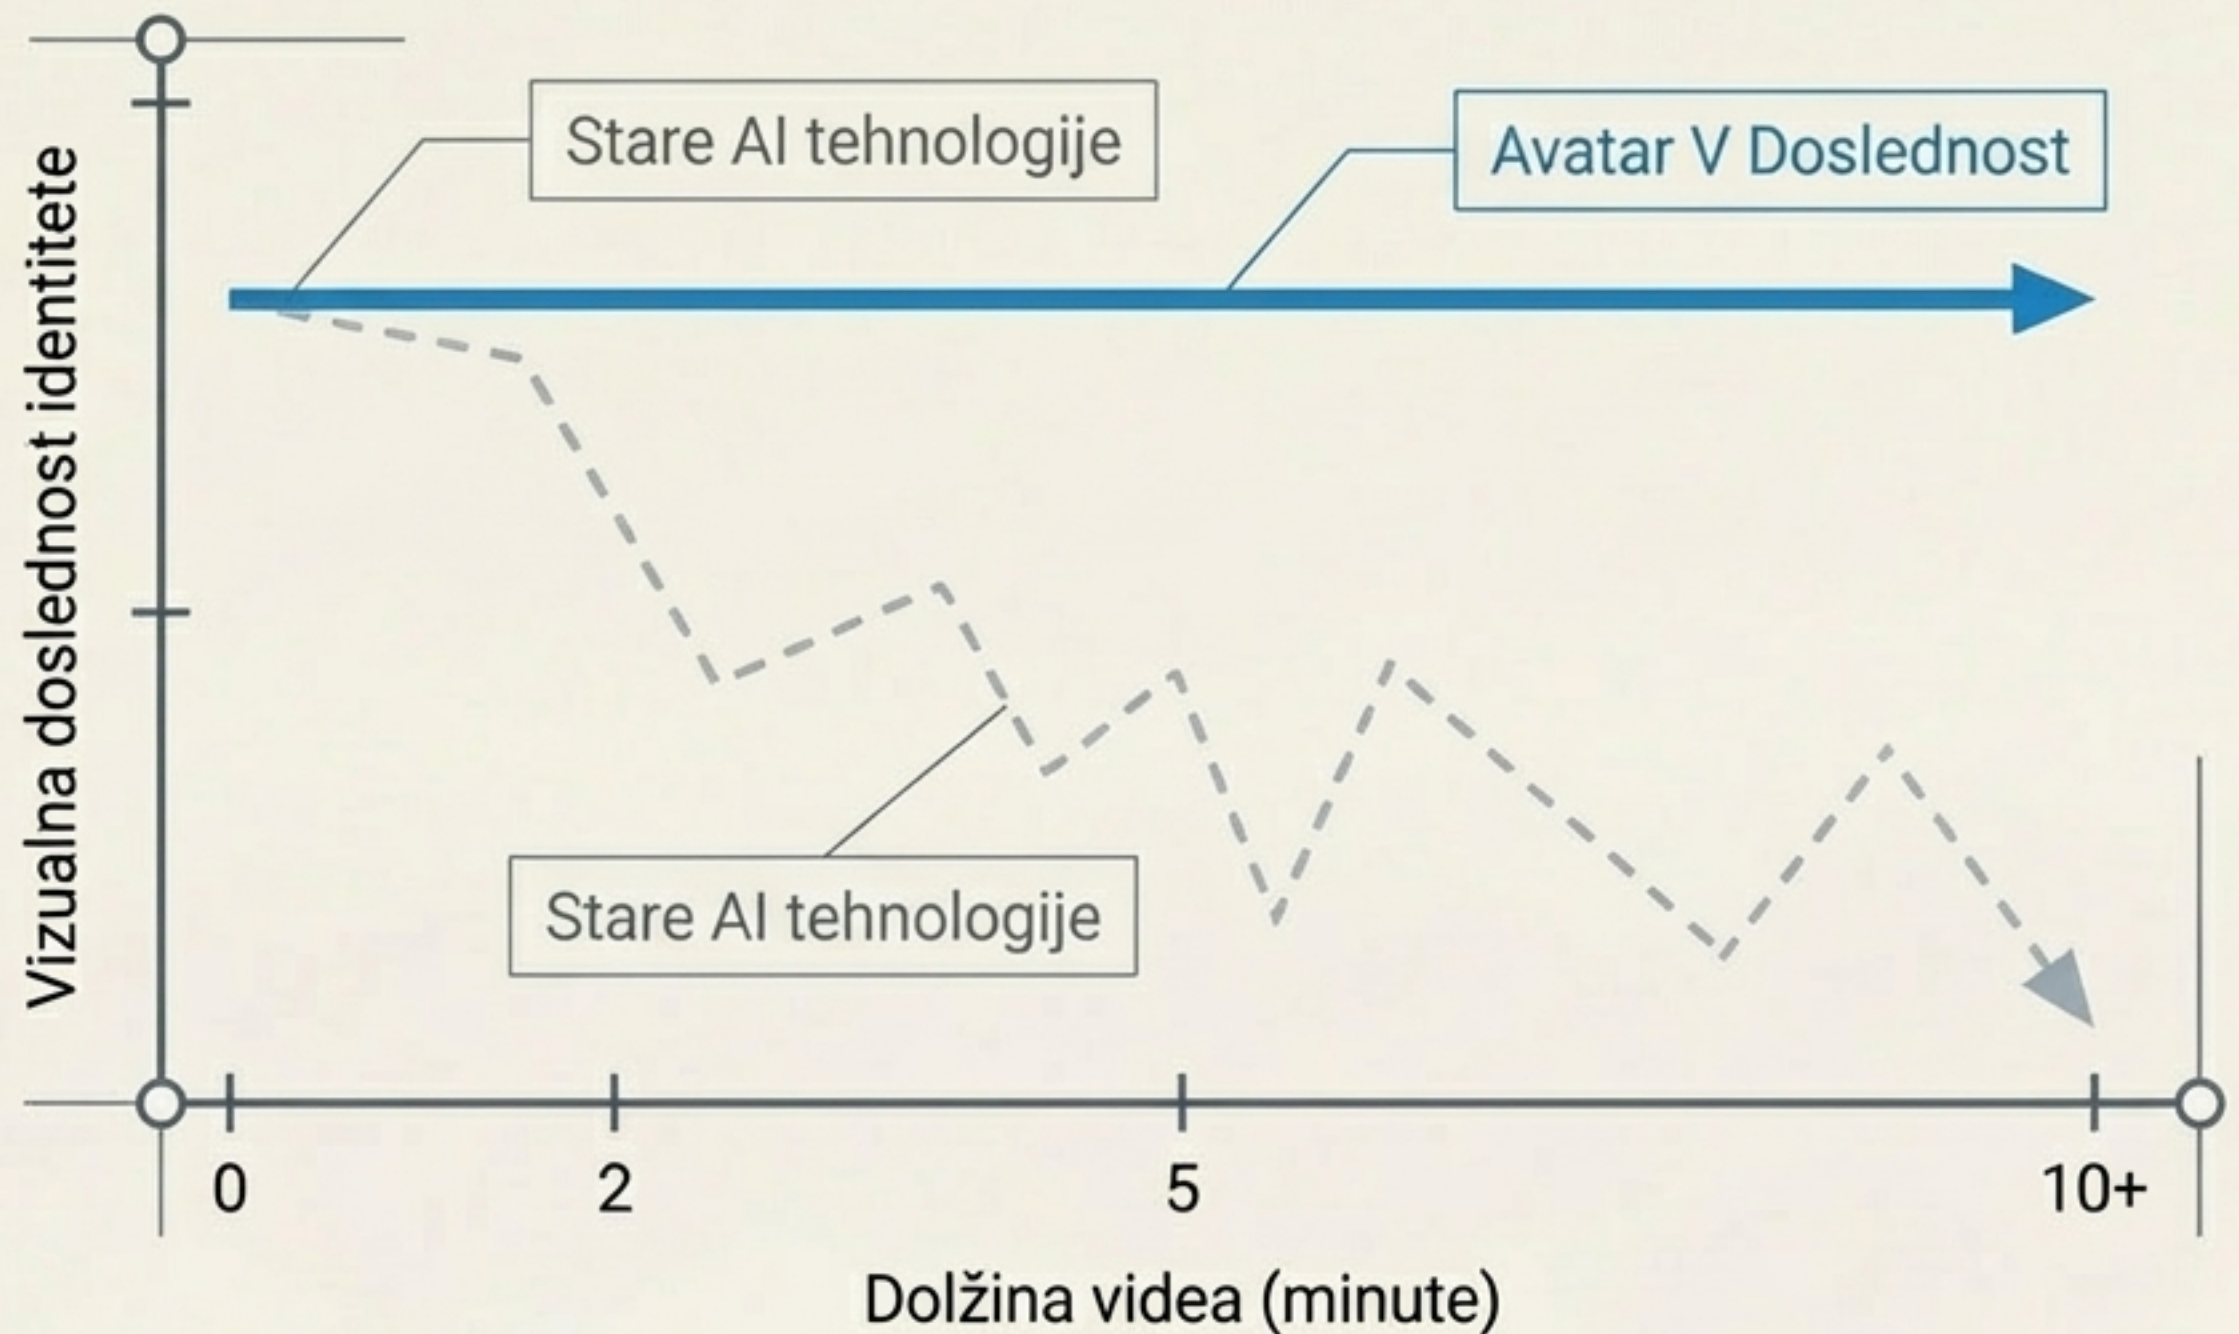 Stare AI tehnologije
Avatar V Doslednost
Vizualna doslednost identitete
Stare AI tehnologije
0
2
5
10+
Dolžina videa (minute)